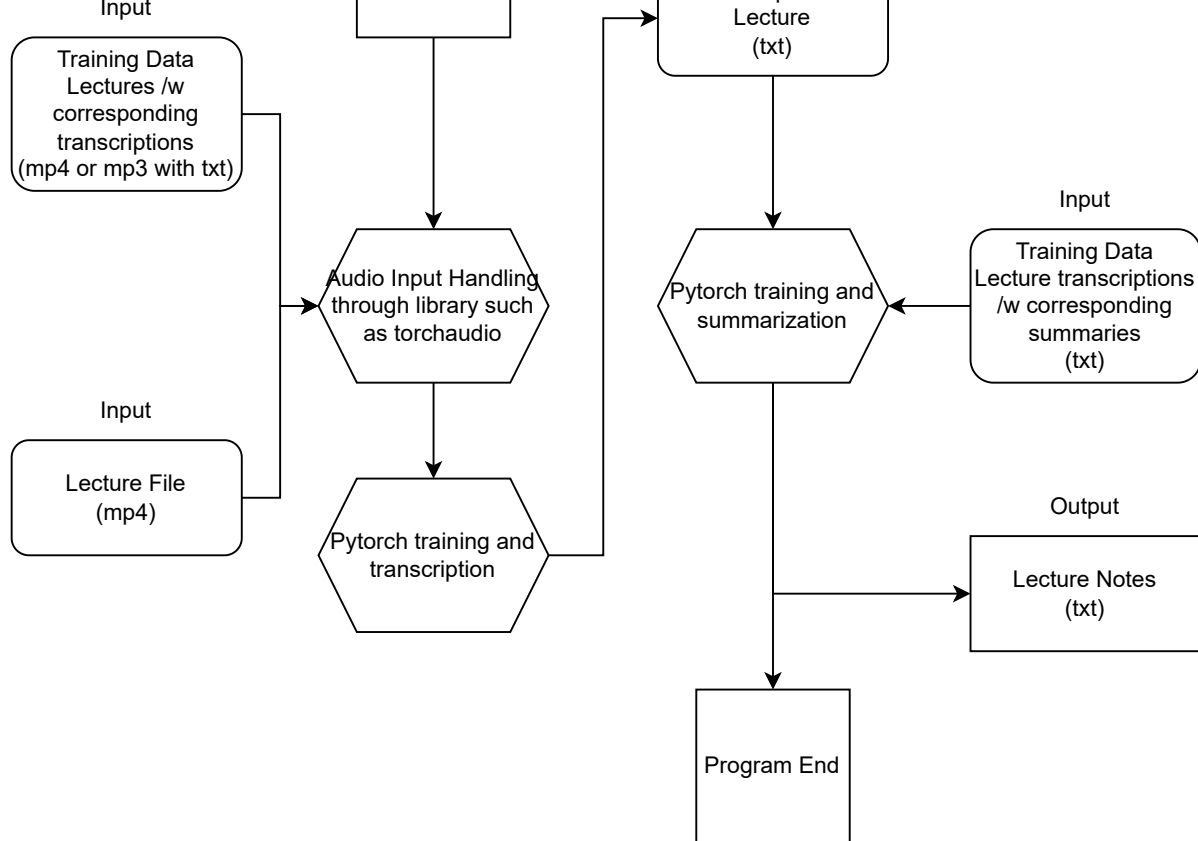 Input
Training Data
Lectures /w
corresponding
transcriptions
(mp4 or mp3 with txt)
Lecture
(txt)
Audio Input Handling
through library such
as torchaudio
Pytorch training and
summarization
Input
Training Data
Lecture transcriptions
/w corresponding
summaries
(txt)
Input
Lecture File
(mp4)
Pytorch training and
transcription
Output
Lecture Notes
(txt)
Program End